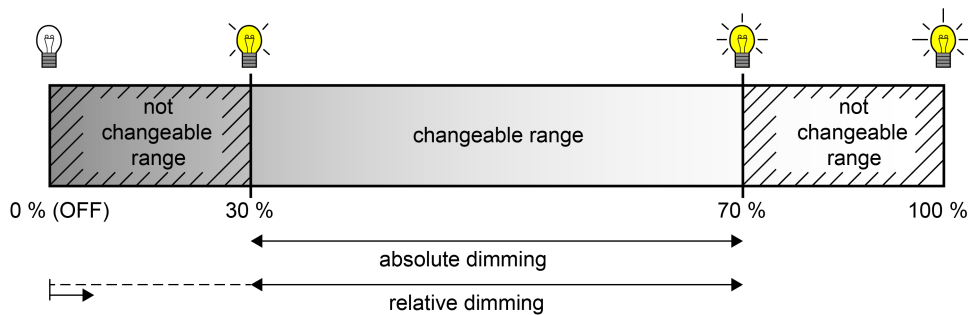 not
changeable
range
changeable range
not
changeable
range
0 % (OFF)
30 %
70 %
100 %
absolute dimming
relative dimming